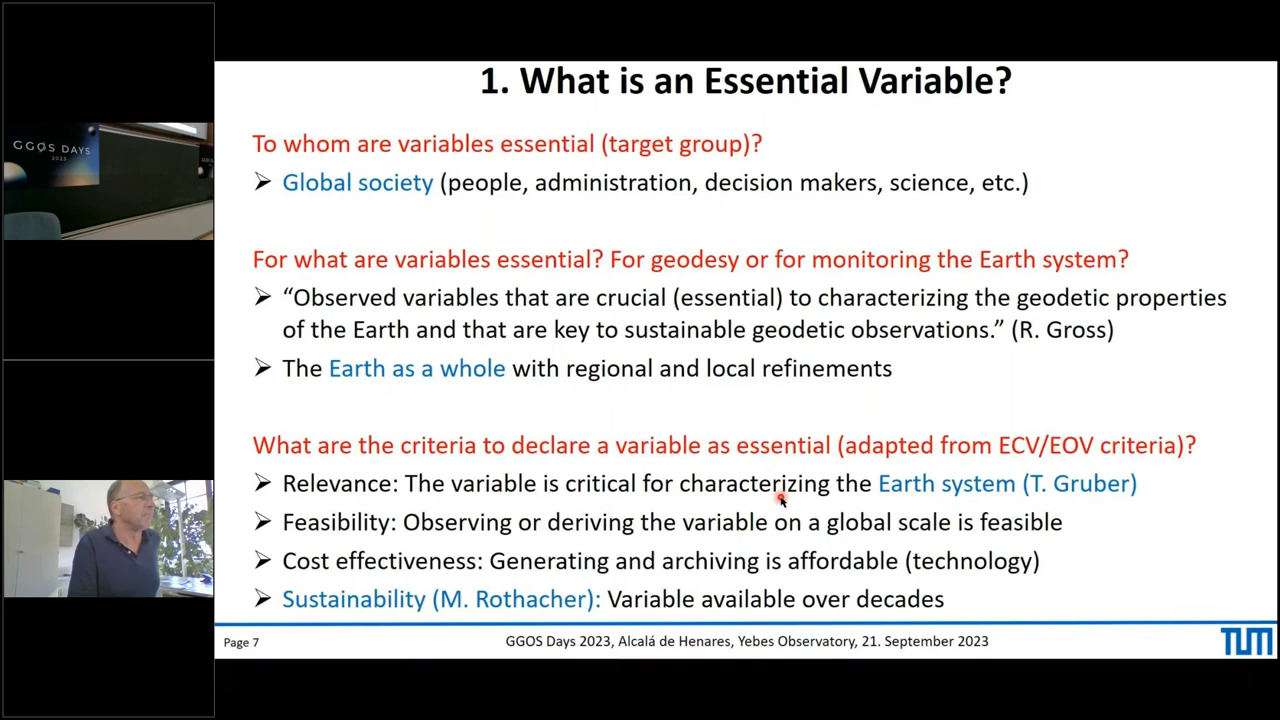 1. What is an Essential Variable?
To whom are variables essential (target group)?
➢ Global society (people, administration, decision makers, science, etc.)
For what are variables essential? For geodesy or for monitoring the Earth system?
➢ “Observed variables that are crucial (essential) to characterizing the geodetic properties
of the Earth and that are key to sustainable geodetic observations.” (R. Gross)
➢ The Earth as a whole with regional and local refinements
What are the criteria to declare a variable as essential (adapted from ECV/EOV criteria)?
➢ Relevance: The variable is critical for characterizing the Earth system (T. Gruber)
➢ Feasibility: Observing or deriving the variable on a global scale is feasible
➢ Cost effectiveness: Generating and archiving is affordable (technology)
➢ Sustainability (M. Rothacher): Variable available over decades
Page 7
GGOS Days 2023, Alcalá de Henares, Yebes Observatory, 21. September 2023
TUM
GGOS DAYS
2023